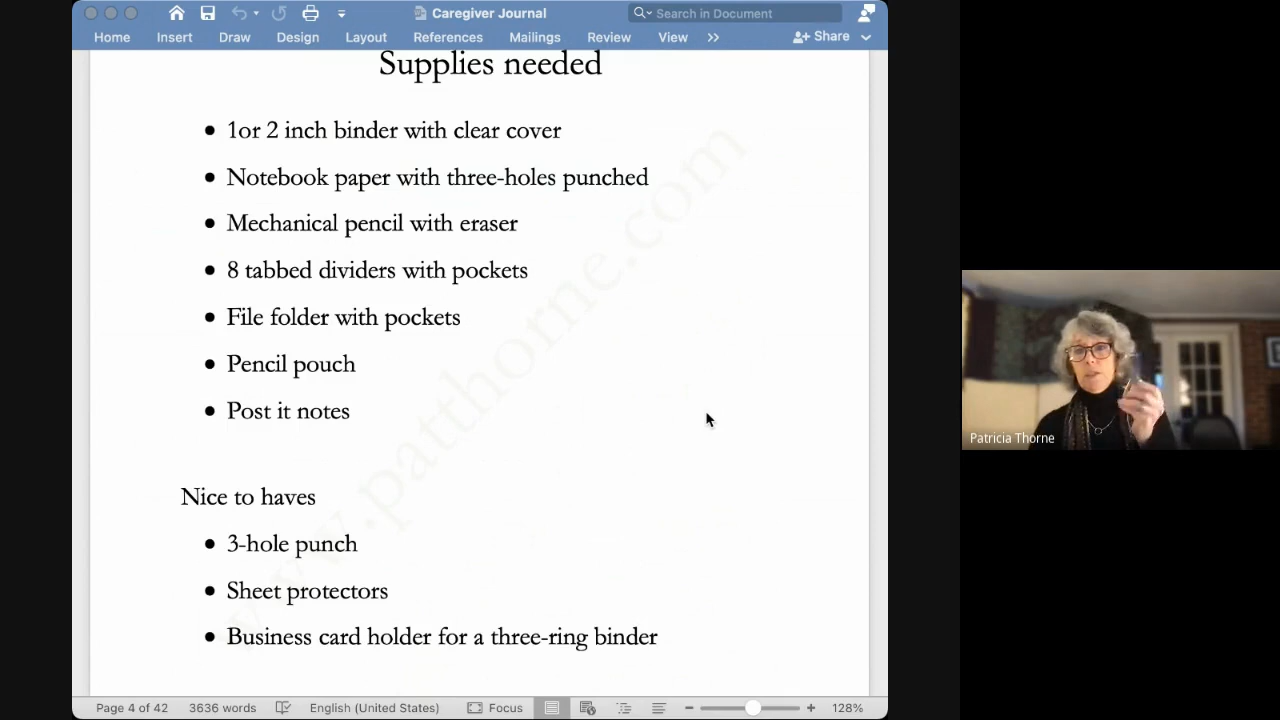 Caregiver Journal
Search in Document
Home Insert Draw Design Layout References Mailings Review View >> Share
Supplies needed
• 1or 2 inch binder with clear cover
• Notebook paper with three-holes punched
• Mechanical pencil with eraser
• 8 tabbed dividers with pockets
• File folder with pockets
• Pencil pouch
• Post it notes
Nice to haves
• 3-hole punch
• Sheet protectors
• Business card holder for a three-ring binder
www.patthorne.com
Page 4 of 42 3636 words English (United States) Focus 128%
Patricia Thorne